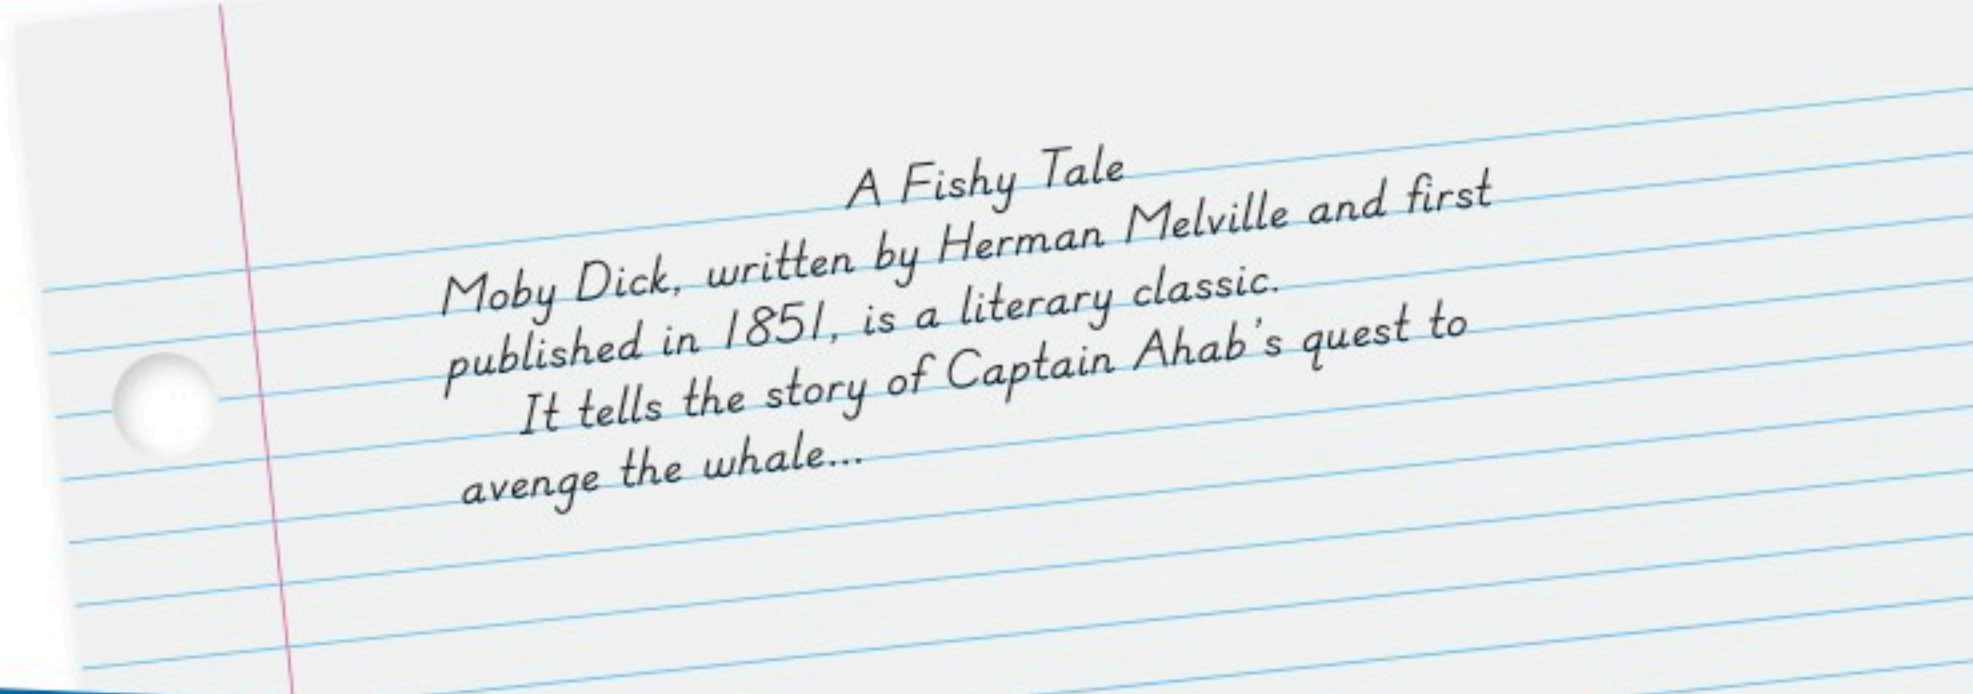 A Fishy Tale
Moby Dick, written by Herman Melville and first
published in 1851, is a literary classic.
It tells the story of Captain Ahab's quest to
avenge the whale...